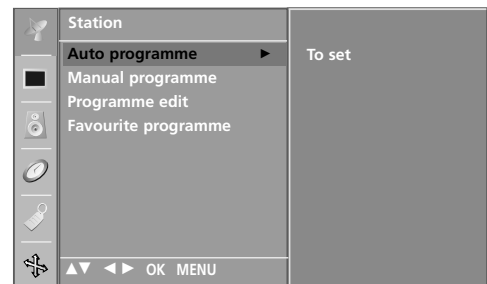 Station
Auto programme ►
To set
Manual programme
Programme edit
Favourite programme
▲▼ ◄► OK MENU